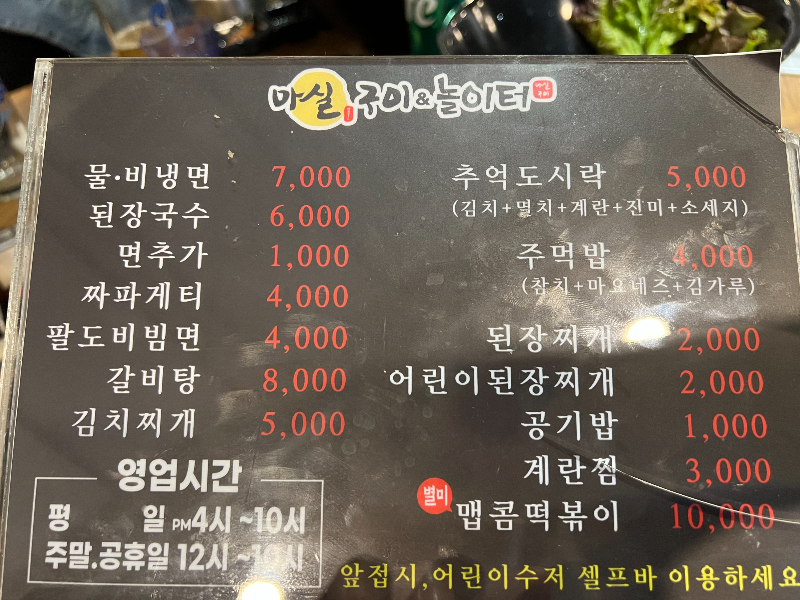 마실 구이&놀이터
마실구이
물·비냉면 7,000
된장국수 6,000
면추가 1,000
짜파게티 4,000
팔도비빔면 4,000
갈비탕 8,000
김치찌개 5,000
추억도시락 5,000
(김치+멸치+계란+진미+소세지)
주먹밥 4,000
(참치+마요네즈+김가루)
된장찌개 2,000
어린이된장찌개 2,000
공기밥 1,000
계란찜 3,000
별미
맵콤떡볶이 10,000
영업시간
평 일 PM4시 ~10시
주말.공휴일 12시 ~10시
앞접시,어린이수저 셀프바 이용하세요